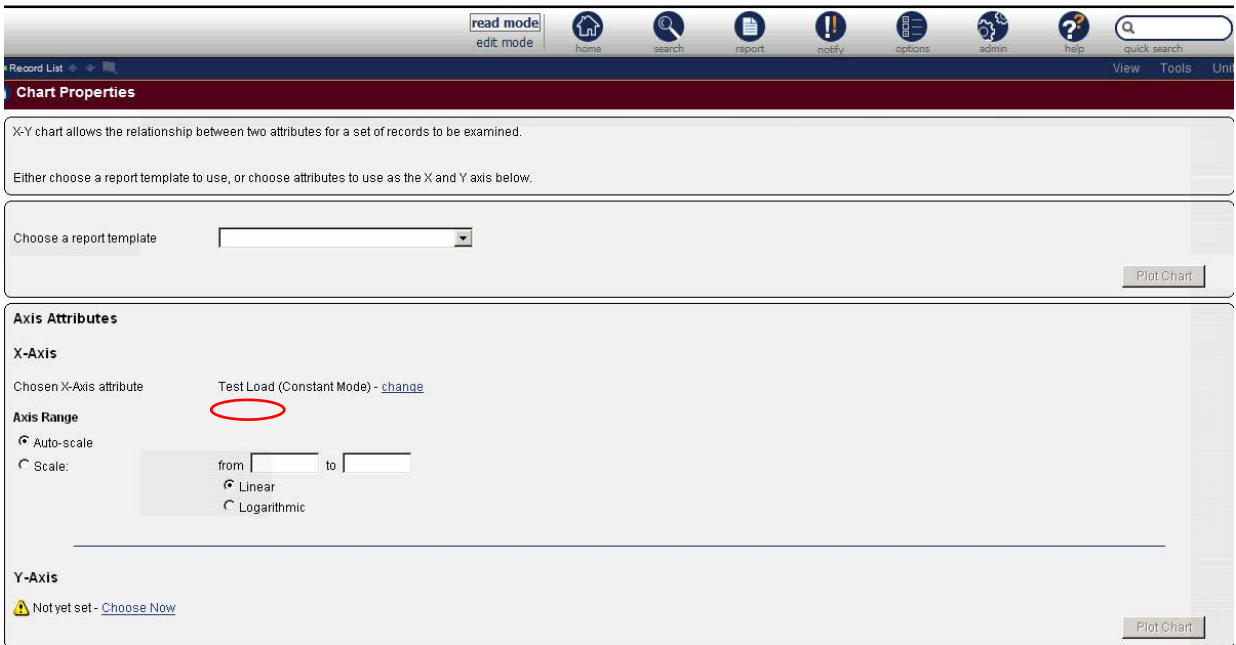 read mode
edit mode
home
search
report
notify
options
admin
help
quick search
Record List
View Tools Unit
Chart Properties
X-Y chart allows the relationship between two attributes for a set of records to be examined.
Either choose a report template to use, or choose attributes to use as the X and Y axis below.
Choose a report template
Plot Chart
Axis Attributes
X-Axis
Chosen X-Axis attribute Test Load (Constant Mode) - change
Axis Range
Auto-scale
Scale: from to
Linear
Logarithmic
Y-Axis
Not yet set - Choose Now
Plot Chart